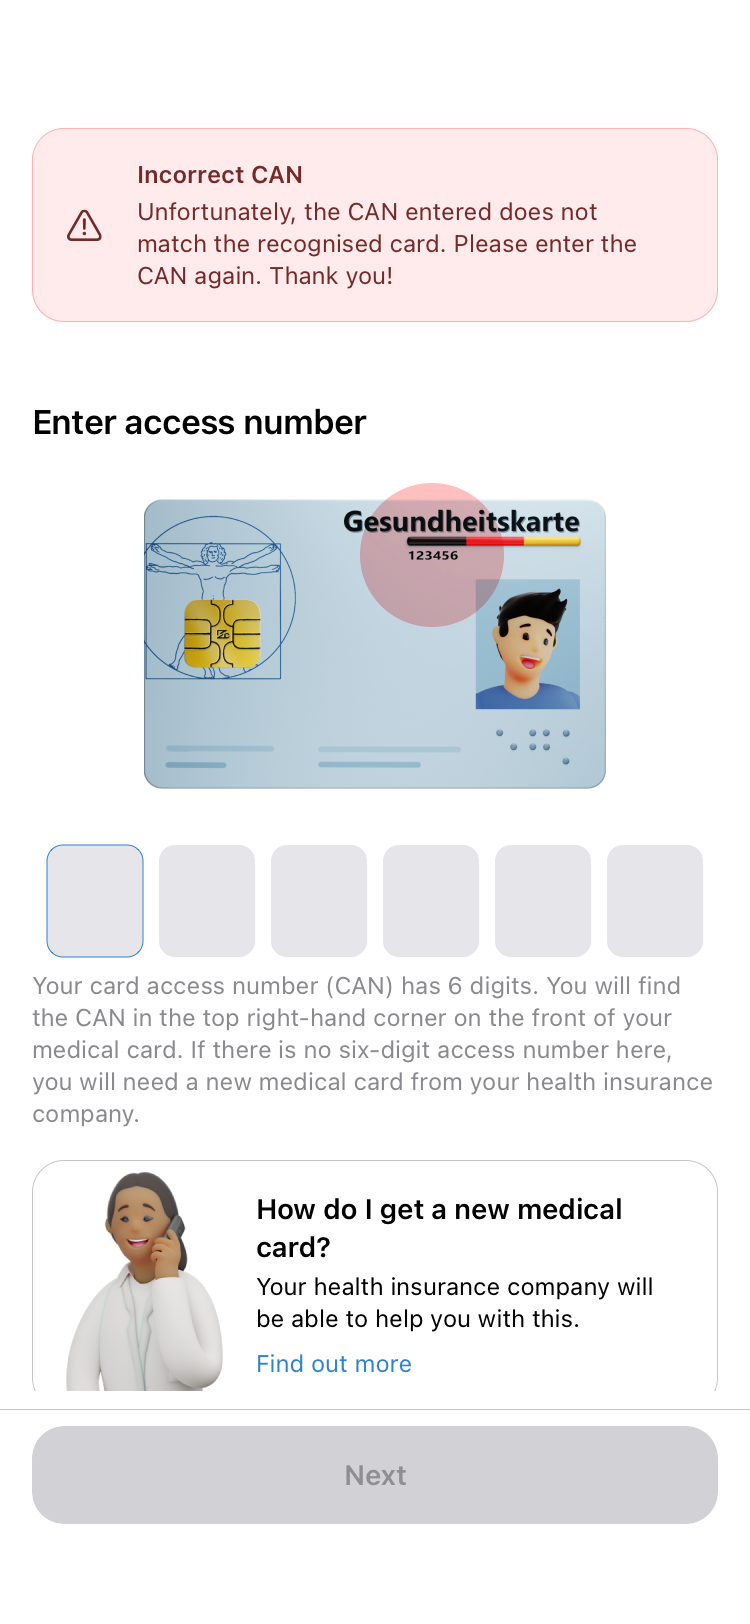 Incorrect CAN
Unfortunately, the CAN entered does not
match the recognised card. Please enter the
CAN again. Thank you!
Enter access number
Gesundheitskarte
123456
Your card access number (CAN) has 6 digits. You will find
the CAN in the top right-hand corner on the front of your
medical card. If there is no six-digit access number here,
you will need a new medical card from your health insurance
company.
How do I get a new medical
card?
Your health insurance company will
be able to help you with this.
Find out more
Next